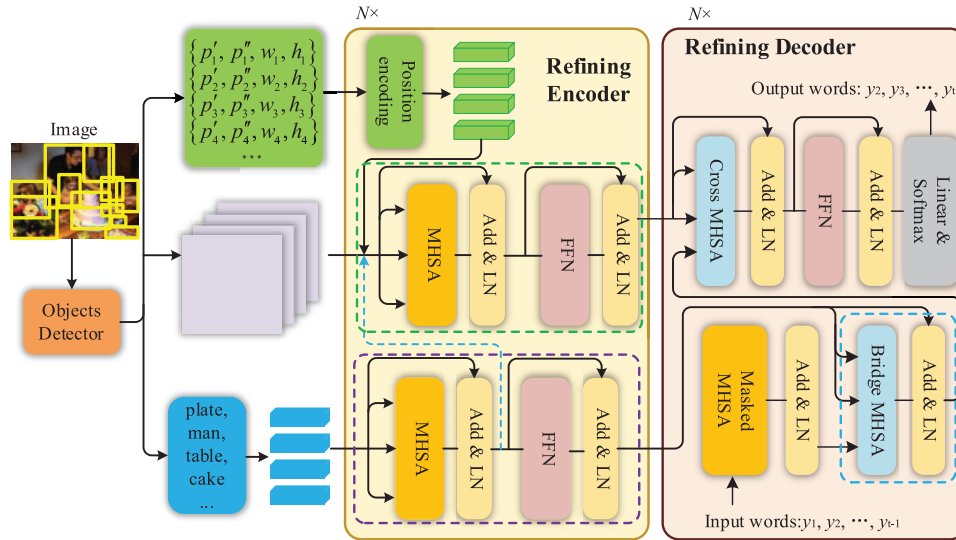 N×
N×
{p′₁, p″₁, w₁, h₁}
{p′₂, p″₂, w₂, h₂}
{p′₃, p″₃, w₃, h₃}
{p′₄, p″₄, w₄, h₄}
...
Position
encoding
Refining
Encoder
Refining Decoder
Output words: y₂, y₃, ···, yt
Image
MHSA
Add & LN
FFN
Add & LN
Cross MHSA
Add & LN
FFN
Add & LN
Linear &
Softmax
Objects
Detector
plate,
man,
table,
cake
...
MHSA
Add & LN
FFN
Add & LN
Masked
MHSA
Add & LN
Bridge MHSA
Add & LN
Input words:y₁, y₂, ···, yt-1